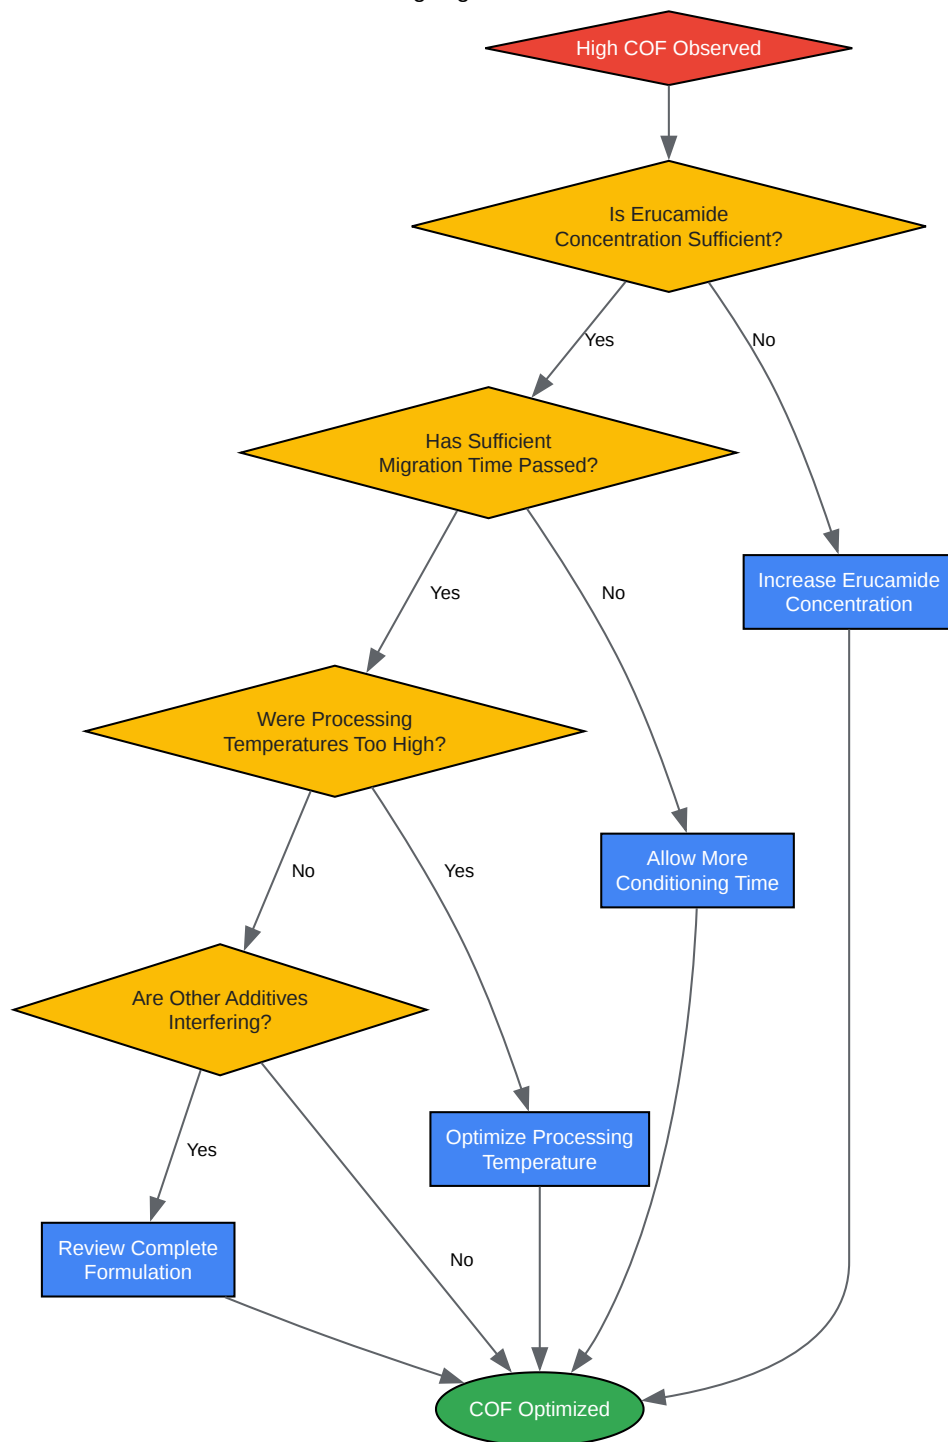 High COF Observed
Is Erucamide
Concentration Sufficient?
Yes
No
Has Sufficient
Migration Time Passed?
Increase Erucamide
Concentration
Yes
No
Were Processing
Temperatures Too High?
Allow More
Conditioning Time
No
Yes
Are Other Additives
Interfering?
Optimize Processing
Temperature
Yes
Review Complete
Formulation
No
COF Optimized